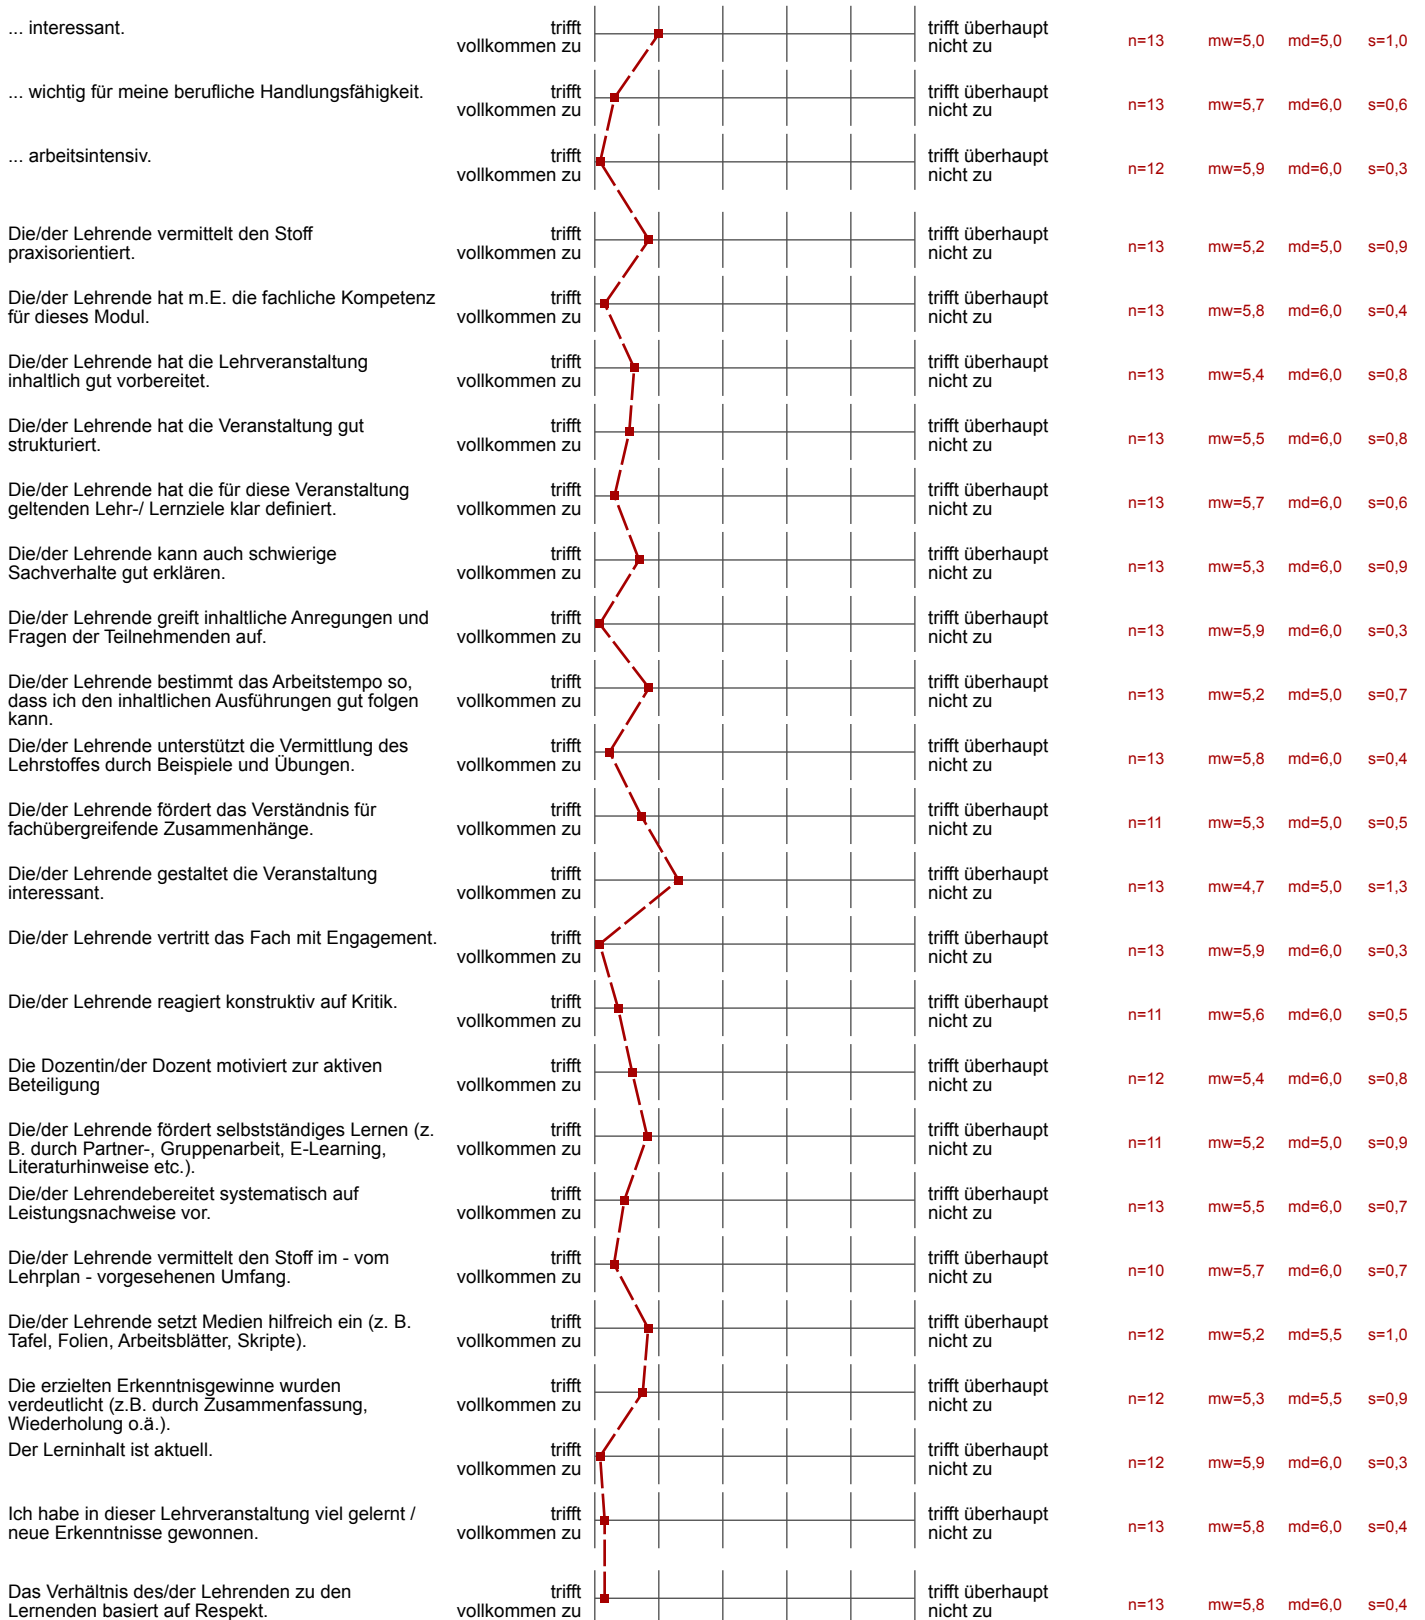 ... interessant.
trifft
vollkommen zu
trifft überhaupt
nicht zu
n=13 mw=5,0 md=5,0 s=1,0
... wichtig für meine berufliche Handlungsfähigkeit.
trifft
vollkommen zu
trifft überhaupt
nicht zu
n=13 mw=5,7 md=6,0 s=0,6
... arbeitsintensiv.
trifft
vollkommen zu
trifft überhaupt
nicht zu
n=12 mw=5,9 md=6,0 s=0,3
Die/der Lehrende vermittelt den Stoff
praxisorientiert.
trifft
vollkommen zu
trifft überhaupt
nicht zu
n=13 mw=5,2 md=5,0 s=0,9
Die/der Lehrende hat m.E. die fachliche Kompetenz
für dieses Modul.
trifft
vollkommen zu
trifft überhaupt
nicht zu
n=13 mw=5,8 md=6,0 s=0,4
Die/der Lehrende hat die Lehrveranstaltung
inhaltlich gut vorbereitet.
trifft
vollkommen zu
trifft überhaupt
nicht zu
n=13 mw=5,4 md=6,0 s=0,8
Die/der Lehrende hat die Veranstaltung gut
strukturiert.
trifft
vollkommen zu
trifft überhaupt
nicht zu
n=13 mw=5,5 md=6,0 s=0,8
Die/der Lehrende hat die für diese Veranstaltung
geltenden Lehr-/ Lernziele klar definiert.
trifft
vollkommen zu
trifft überhaupt
nicht zu
n=13 mw=5,7 md=6,0 s=0,6
Die/der Lehrende kann auch schwierige
Sachverhalte gut erklären.
trifft
vollkommen zu
trifft überhaupt
nicht zu
n=13 mw=5,3 md=6,0 s=0,9
Die/der Lehrende greift inhaltliche Anregungen und
Fragen der Teilnehmenden auf.
trifft
vollkommen zu
trifft überhaupt
nicht zu
n=13 mw=5,9 md=6,0 s=0,3
Die/der Lehrende bestimmt das Arbeitstempo so,
dass ich den inhaltlichen Ausführungen gut folgen
kann.
trifft
vollkommen zu
trifft überhaupt
nicht zu
n=13 mw=5,2 md=5,0 s=0,7
Die/der Lehrende unterstützt die Vermittlung des
Lehrstoffes durch Beispiele und Übungen.
trifft
vollkommen zu
trifft überhaupt
nicht zu
n=13 mw=5,8 md=6,0 s=0,4
Die/der Lehrende fördert das Verständnis für
fachübergreifende Zusammenhänge.
trifft
vollkommen zu
trifft überhaupt
nicht zu
n=11 mw=5,3 md=5,0 s=0,5
Die/der Lehrende gestaltet die Veranstaltung
interessant.
trifft
vollkommen zu
trifft überhaupt
nicht zu
n=13 mw=4,7 md=5,0 s=1,3
Die/der Lehrende vertritt das Fach mit Engagement.
trifft
vollkommen zu
trifft überhaupt
nicht zu
n=13 mw=5,9 md=6,0 s=0,3
Die/der Lehrende reagiert konstruktiv auf Kritik.
trifft
vollkommen zu
trifft überhaupt
nicht zu
n=11 mw=5,6 md=6,0 s=0,5
Die Dozentin/der Dozent motiviert zur aktiven
Beteiligung
trifft
vollkommen zu
trifft überhaupt
nicht zu
n=12 mw=5,4 md=6,0 s=0,8
Die/der Lehrende fördert selbstständiges Lernen (z.
B. durch Partner-, Gruppenarbeit, E-Learning,
Literaturhinweise etc.).
trifft
vollkommen zu
trifft überhaupt
nicht zu
n=11 mw=5,2 md=5,0 s=0,9
Die/der Lehrendebereitet systematisch auf
Leistungsnachweise vor.
trifft
vollkommen zu
trifft überhaupt
nicht zu
n=13 mw=5,5 md=6,0 s=0,7
Die/der Lehrende vermittelt den Stoff im - vom
Lehrplan - vorgesehenen Umfang.
trifft
vollkommen zu
trifft überhaupt
nicht zu
n=10 mw=5,7 md=6,0 s=0,7
Die/der Lehrende setzt Medien hilfreich ein (z. B.
Tafel, Folien, Arbeitsblätter, Skripte).
trifft
vollkommen zu
trifft überhaupt
nicht zu
n=12 mw=5,2 md=5,5 s=1,0
Die erzielten Erkenntnisgewinne wurden
verdeutlicht (z.B. durch Zusammenfassung,
Wiederholung o.ä.).
trifft
vollkommen zu
trifft überhaupt
nicht zu
n=12 mw=5,3 md=5,5 s=0,9
Der Lerninhalt ist aktuell.
trifft
vollkommen zu
trifft überhaupt
nicht zu
n=12 mw=5,9 md=6,0 s=0,3
Ich habe in dieser Lehrveranstaltung viel gelernt /
neue Erkenntnisse gewonnen.
trifft
vollkommen zu
trifft überhaupt
nicht zu
n=13 mw=5,8 md=6,0 s=0,4
Das Verhältnis des/der Lehrenden zu den
Lernenden basiert auf Respekt.
trifft
vollkommen zu
trifft überhaupt
nicht zu
n=13 mw=5,8 md=6,0 s=0,4